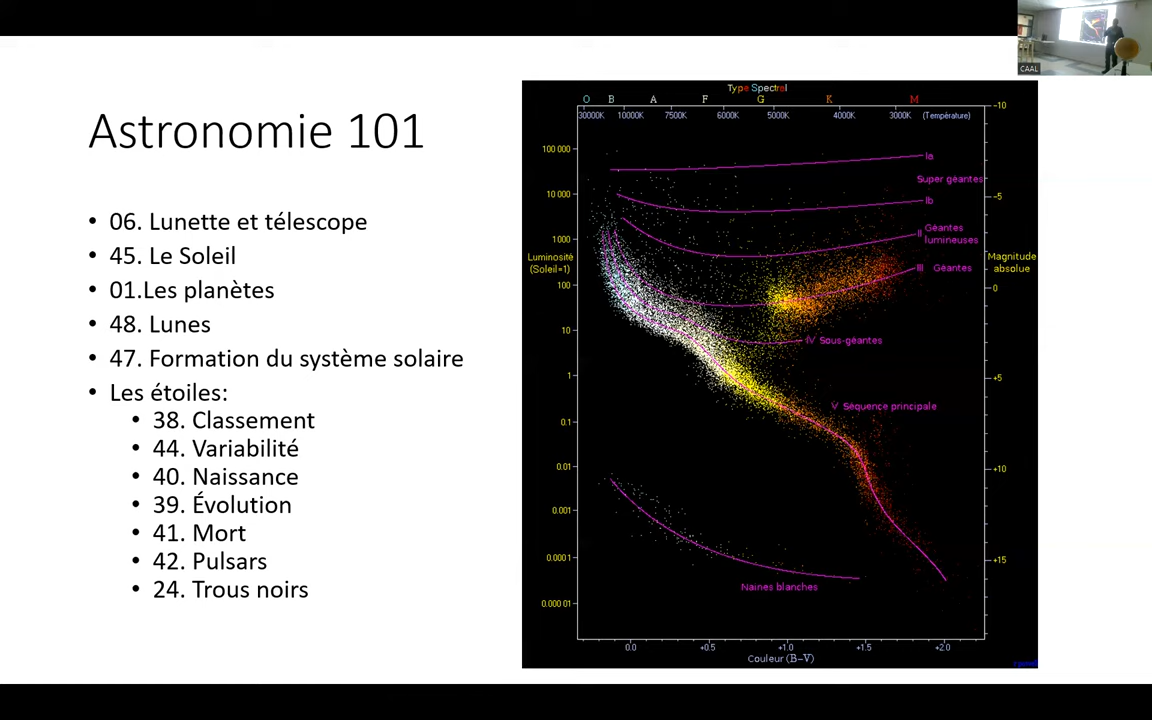 CAAL
Astronomie 101
• 06. Lunette et télescope
• 45. Le Soleil
• 01.Les planètes
• 48. Lunes
• 47. Formation du système solaire
• Les étoiles:
• 38. Classement
• 44. Variabilité
• 40. Naissance
• 39. Évolution
• 41. Mort
• 42. Pulsars
• 24. Trous noirs
Type Spectral
O B A F G K M
30000K 10000K 7500K 6000K 5000K 4000K 3000K (Température)
-10
100 000
Ia
Super géantes
10 000
-5
Ib
II Géantes
lumineuses
1 000
Luminosité
(Soleil=1)
Magnitude
absolue
III Géantes
100
0
10
IV Sous-géantes
1
+5
V Séquence principale
0.1
0.01
+10
0.001
0.0001
+15
Naines blanches
0.000 01
0.0 +0.5 +1.0 +1.5 +2.0
Couleur (B-V)